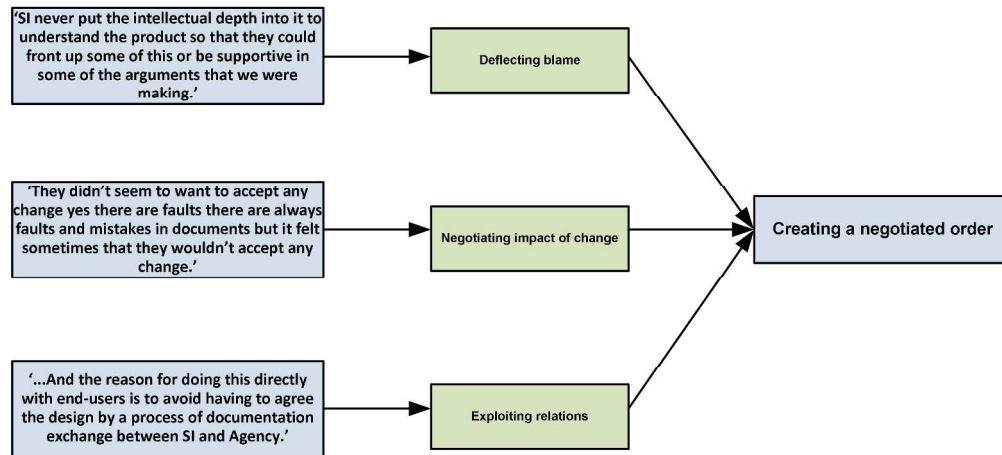 ‘SI never put the intellectual depth into it to
understand the product so that they could
front up some of this or be supportive in
some of the arguments that we were
making.’
Deflecting blame
‘They didn’t seem to want to accept any
change yes there are faults there are always
faults and mistakes in documents but it felt
sometimes that they wouldn’t accept any
change.’
Negotiating impact of change
Creating a negotiated order
‘...And the reason for doing this directly
with end-users is to avoid having to agree
the design by a process of documentation
exchange between SI and Agency.’
Exploiting relations